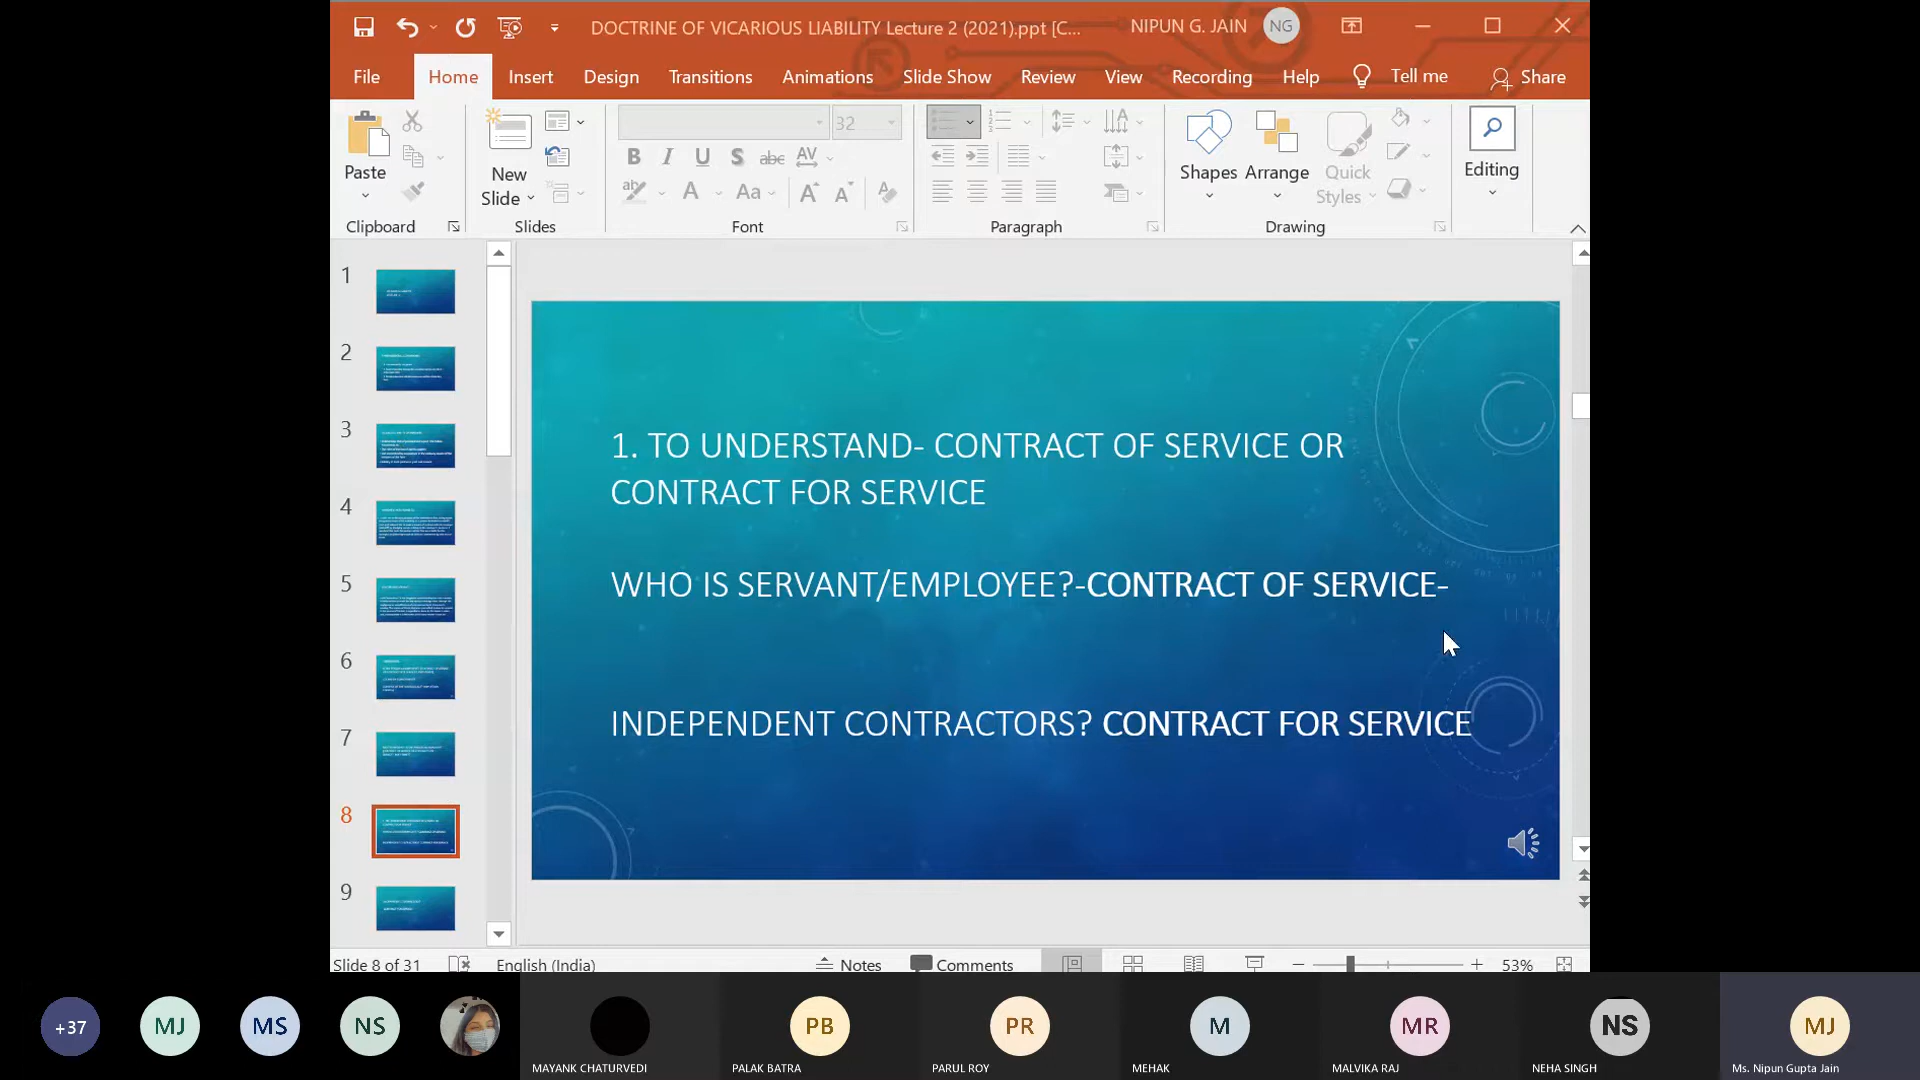 DOCTRINE OF VICARIOUS LIABILITY Lecture 2 (2021).ppt [C...
NIPUN G. JAIN
NG
File
Home
Insert
Design
Transitions
Animations
Slide Show
Review
View
Recording
Help
Tell me
Share
Paste
New
Slide
32
B
I
U
S
abc
AV
ab
A
Aa
A
A
A
Shapes
Arrange
Quick
Styles
Editing
Clipboard
Slides
Font
Paragraph
Drawing
1
2
3
4
5
6
7
8
9
1. TO UNDERSTAND- CONTRACT OF SERVICE OR
CONTRACT FOR SERVICE
WHO IS SERVANT/EMPLOYEE?-CONTRACT OF SERVICE-
INDEPENDENT CONTRACTORS? CONTRACT FOR SERVICE
Slide 8 of 31
English (India)
Notes
Comments
53%
+37
MJ
MS
NS
PB
PR
M
MR
NS
MJ
MAYANK CHATURVEDI
PALAK BATRA
PARUL ROY
MEHAK
MALVIKA RAJ
NEHA SINGH
Ms. Nipun Gupta Jain